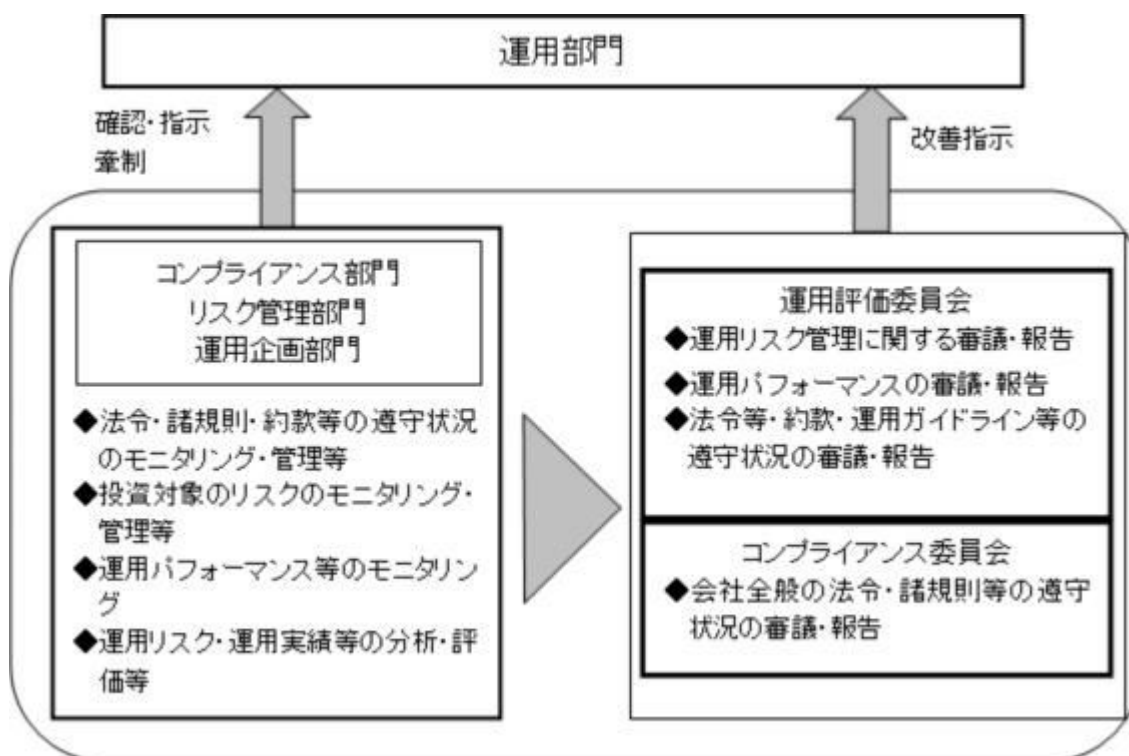 運用部門
確認・指示
牽制
改善指示
コンプライアンス部門
リスク管理部門
運用企画部門
◆法令・諸規則・約款等の遵守状況
のモニタリング・管理等
◆投資対象のリスクのモニタリング・
管理等
◆運用パフォーマンス等のモニタリン
グ
◆運用リスク・運用実績等の分析・評
価等
運用評価委員会
◆運用リスク管理に関する審議・報告
◆運用パフォーマンスの審議・報告
◆法令等・約款・運用ガイドライン等の
遵守状況の審議・報告
コンプライアンス委員会
◆会社全般の法令・諸規則等の遵守
状況の審議・報告